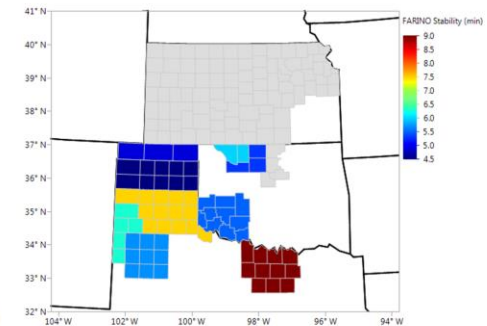 41° N
FARINO Stability (min)
40° N
39° N
38° N
37° N
36° N
35° N
34° N
33° N
32° N
9.0
8.5
8.0
7.5
7.0
6.5
6.0
5.5
5.0
4.5
104° W 102° W 100° W 98° W 96° W 94° W